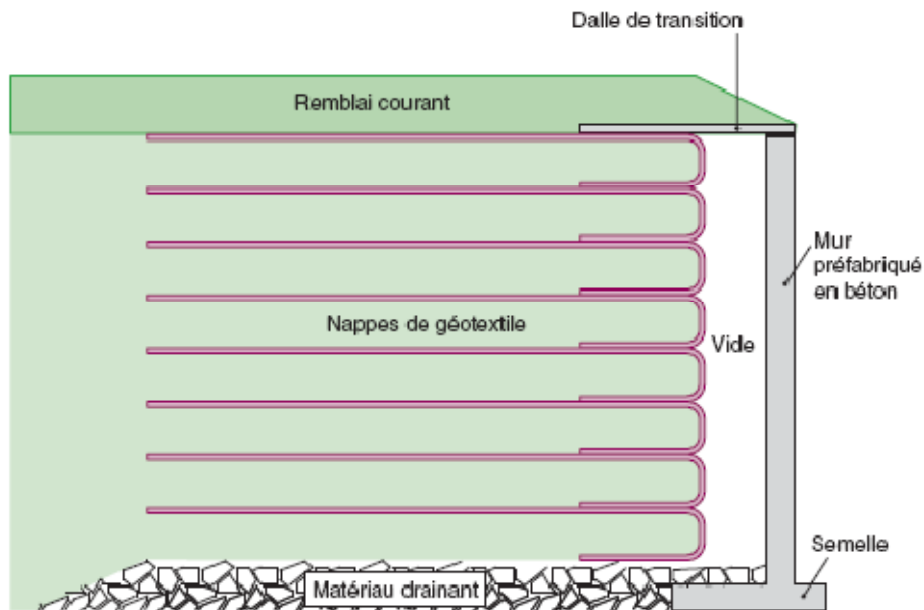 Dalle de transition
Remblai courant
Mur
préfabriqué
en béton
Nappes de géotextile
Vide
Semelle
Matériau drainant